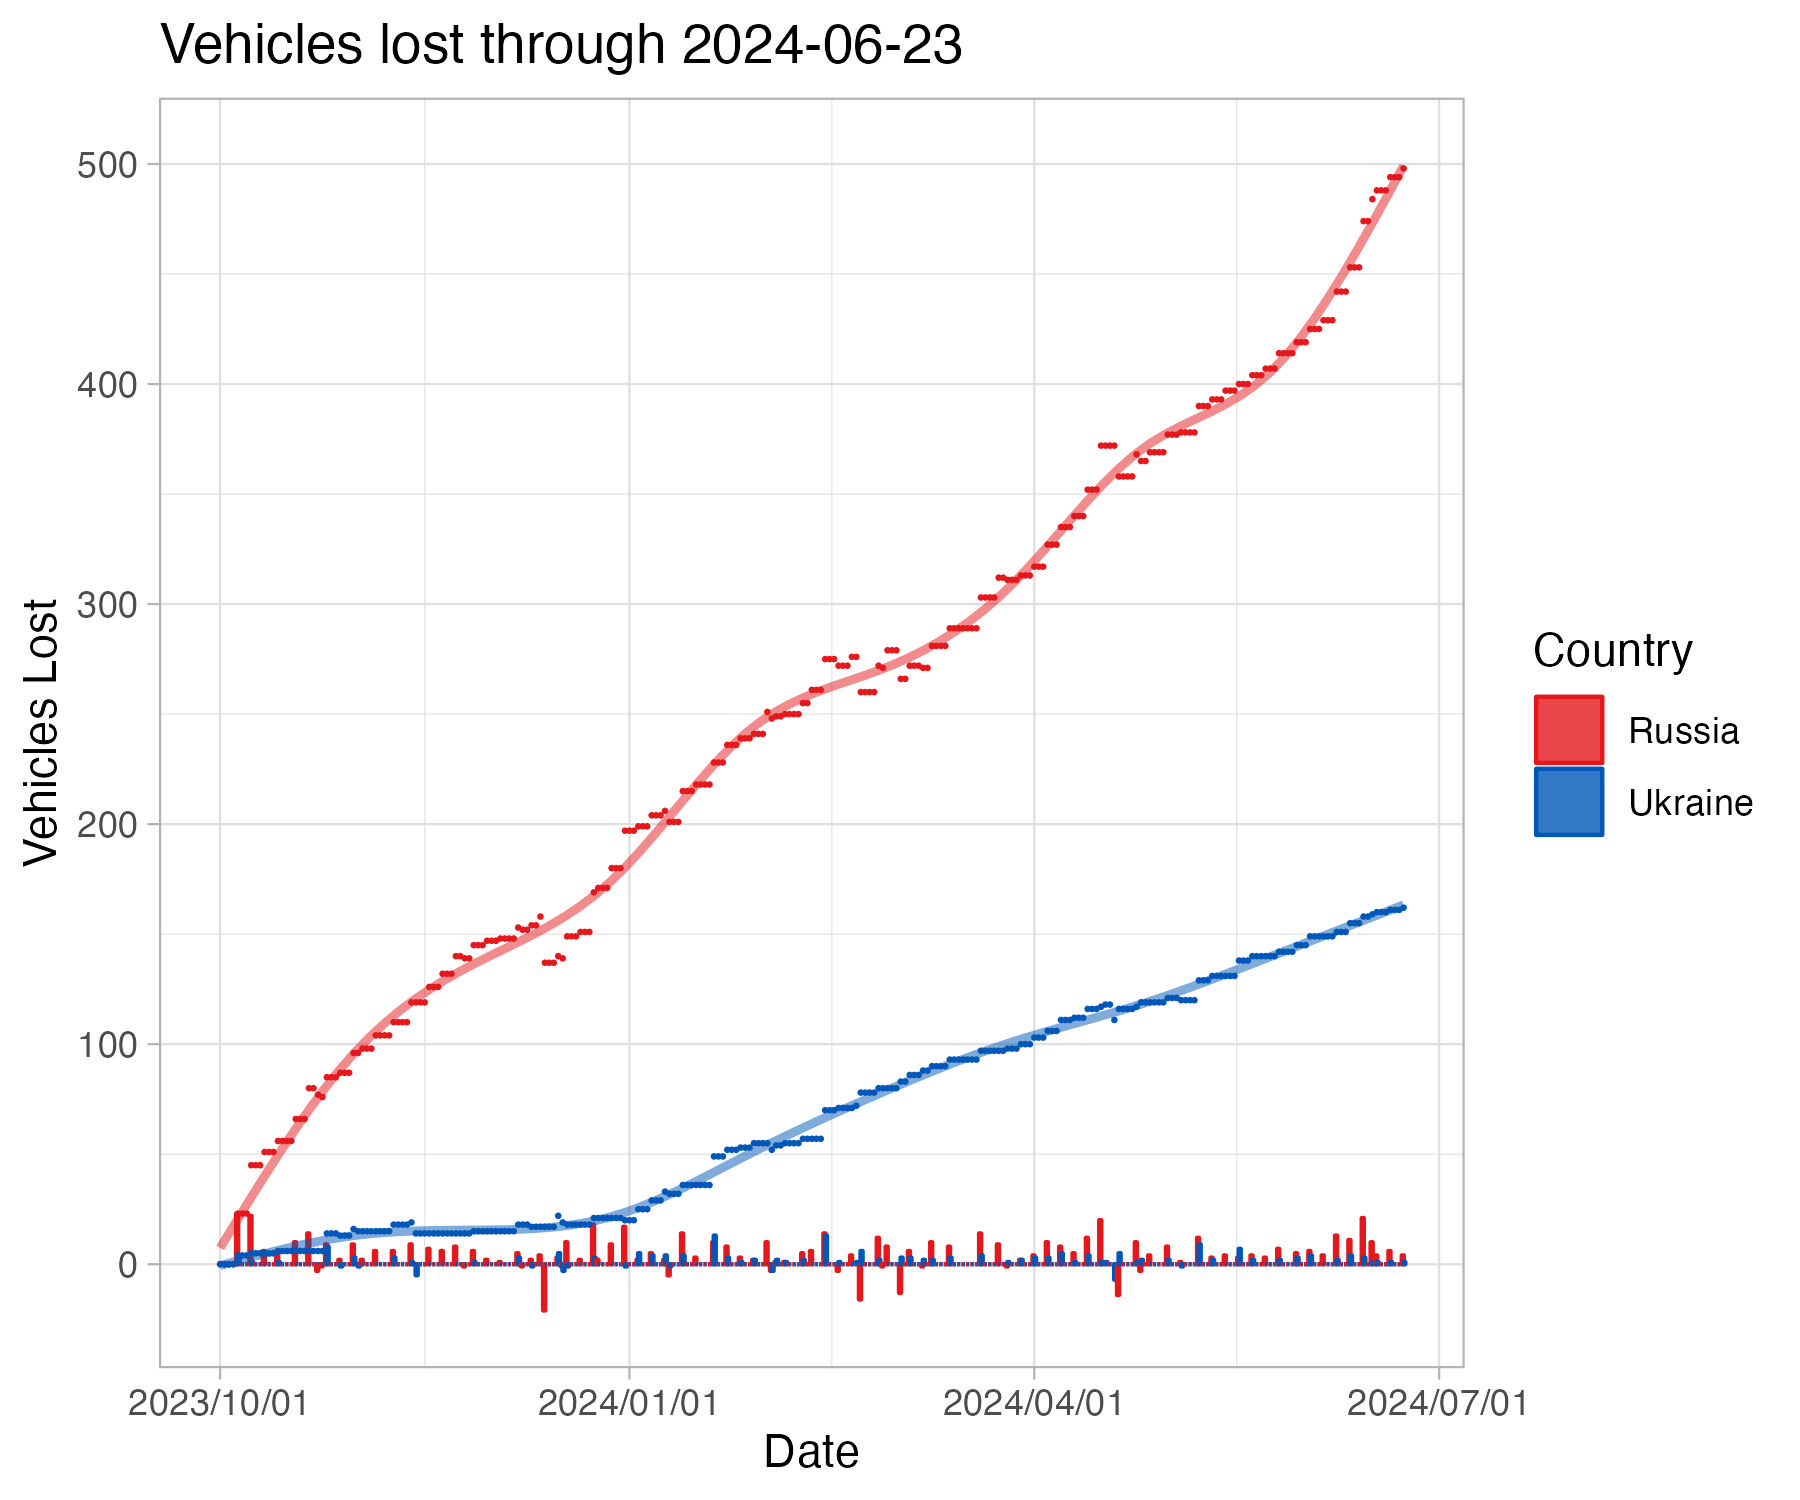 Vehicles lost through 2024-06-23
Vehicles Lost
500
400
300
200
100
0
2023/10/01
2024/01/01
2024/04/01
2024/07/01
Date
Country
Russia
Ukraine